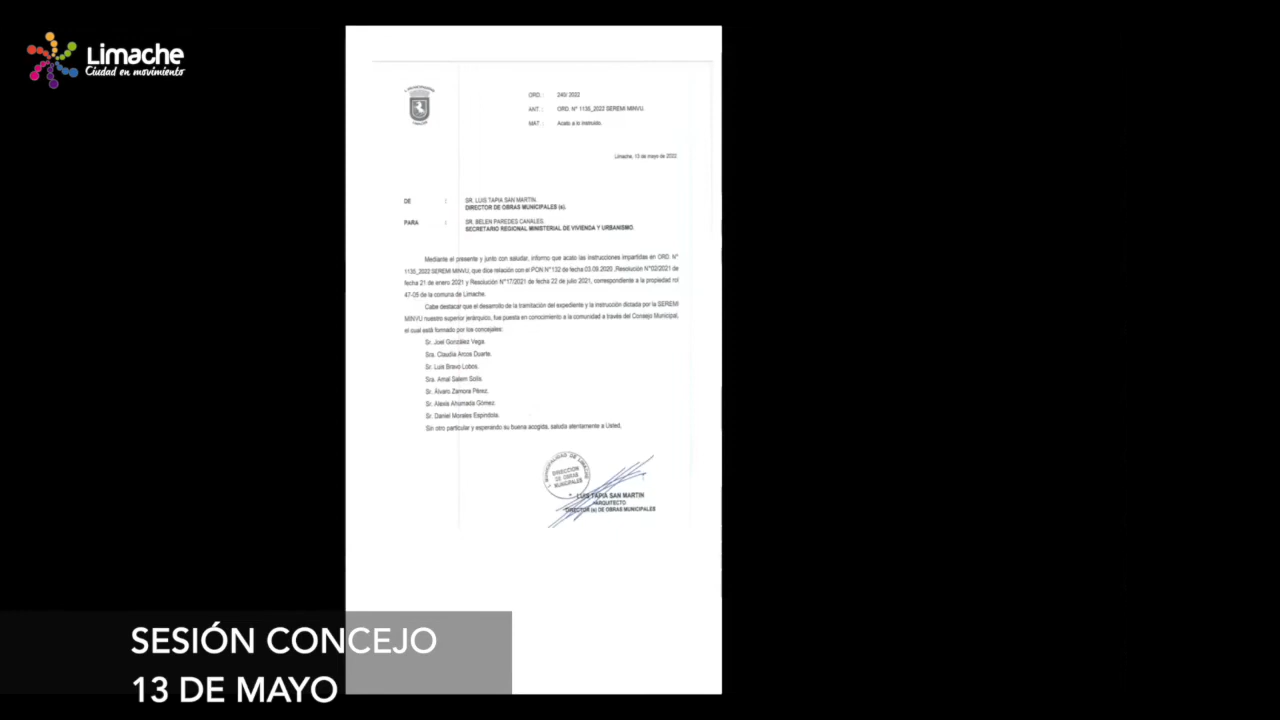 Limache
Ciudad en movimiento
ORD. : 240/ 2022
ANT. : ORD. N° 1135_2022 SEREMI MINVU.
MAT. : Acato a lo instruido.
Limache, 13 de mayo de 2022
DE : SR. LUIS TAPIA SAN MARTIN.
DIRECTOR DE OBRAS MUNICIPALES (s).
PARA : SR. BELEN PAREDES CANALES.
SECRETARIO REGIONAL MINISTERIAL DE VIVIENDA Y URBANISMO.
Mediante el presente y junto con saludar, informo que acato las instrucciones impartidas en ORD. N°
1135_2022 SEREMI MINVU, que dice relación con el PON N°132 de fecha 03.09.2020 ,Resolución N°02/2021 de
fecha 21 de enero 2021 y Resolución N°17/2021 de fecha 22 de julio 2021, correspondiente a la propiedad rol
47-05 de la comuna de Limache.
Cabe destacar que el desarrollo de la tramitación del expediente y la instrucción dictada por la SEREMI
MINVU nuestro superior jerárquico, fue puesta en conocimiento a la comunidad a través del Consejo Municipal,
el cual está formado por los concejales:
Sr. Joel González Vega.
Sra. Claudia Arcos Duarte.
Sr. Luis Bravo Lobos.
Sra. Amal Salem Solis.
Sr. Álvaro Zamora Pérez.
Sr. Alexis Ahumada Gómez.
Sr. Daniel Morales Espíndola.
Sin otro particular y esperando su buena acogida, saluda atentamente a Usted,
MUNICIPALIDAD DE LIMACHE
DIRECCION
DE OBRAS
MUNICIPALES
LUIS TAPIA SAN MARTIN
ARQUITECTO
DIRECTOR (s) DE OBRAS MUNICIPALES
SESIÓN CONCEJO
13 DE MAYO